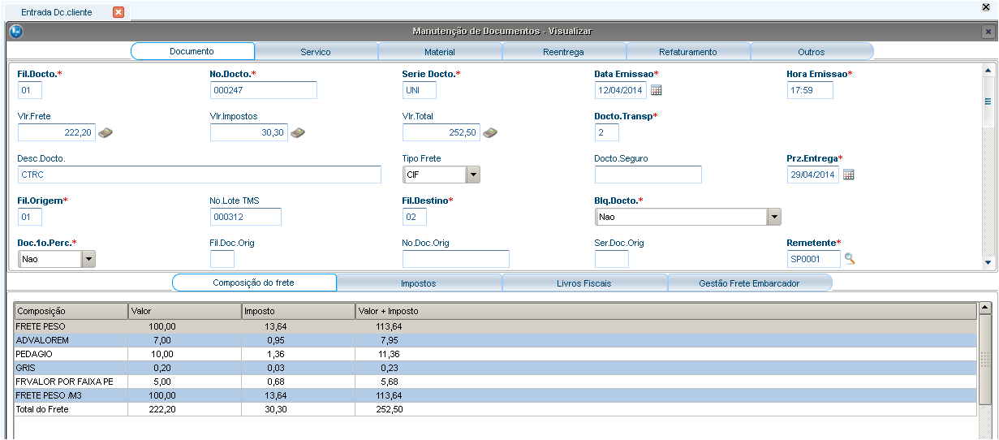 Entrada Dc.cliente
Manutenção de Documentos - Visualizar
Documento Servico Material Reentrega Refaturamento Outros
Fil.Docto.* No.Docto.* Serie Docto.* Data Emissao* Hora Emissao*
01 000247 UNI 12/04/2014 17:59
Vlr.Frete Vlr.Impostos Vlr.Total Docto.Transp*
222,20 30,30 252,50 2
Desc.Docto. Tipo Frete Docto.Seguro Prz.Entrega*
CTRC CIF 29/04/2014
Fil.Origem* No.Lote TMS Fil.Destino* Blq.Docto.*
01 000312 02 Nao
Doc.1o.Perc.* Fil.Doc.Orig No.Doc.Orig Ser.Doc.Orig Remetente*
Nao SP0001
Composição do frete Impostos Livros Fiscais Gestão Frete Embarcador
Composição Valor Imposto Valor + Imposto
FRETE PESO 100,00 13,64 113,64
ADVALOREM 7,00 0,95 7,95
PEDAGIO 10,00 1,36 11,36
GRIS 0,20 0,03 0,23
FRVALOR POR FAIXA PE 5,00 0,68 5,68
FRETE PESO /M3 100,00 13,64 113,64
Total do Frete 222,20 30,30 252,50